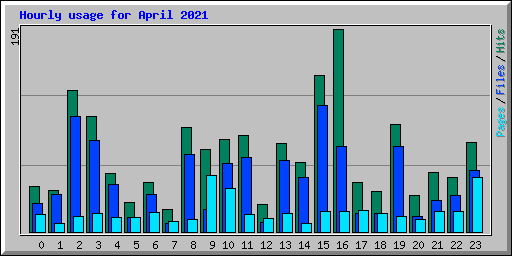 Hourly usage for April 2021
191
Pages/Files/Hits
0 1 2 3 4 5 6 7 8 9 10 11 12 13 14 15 16 17 18 19 20 21 22 23